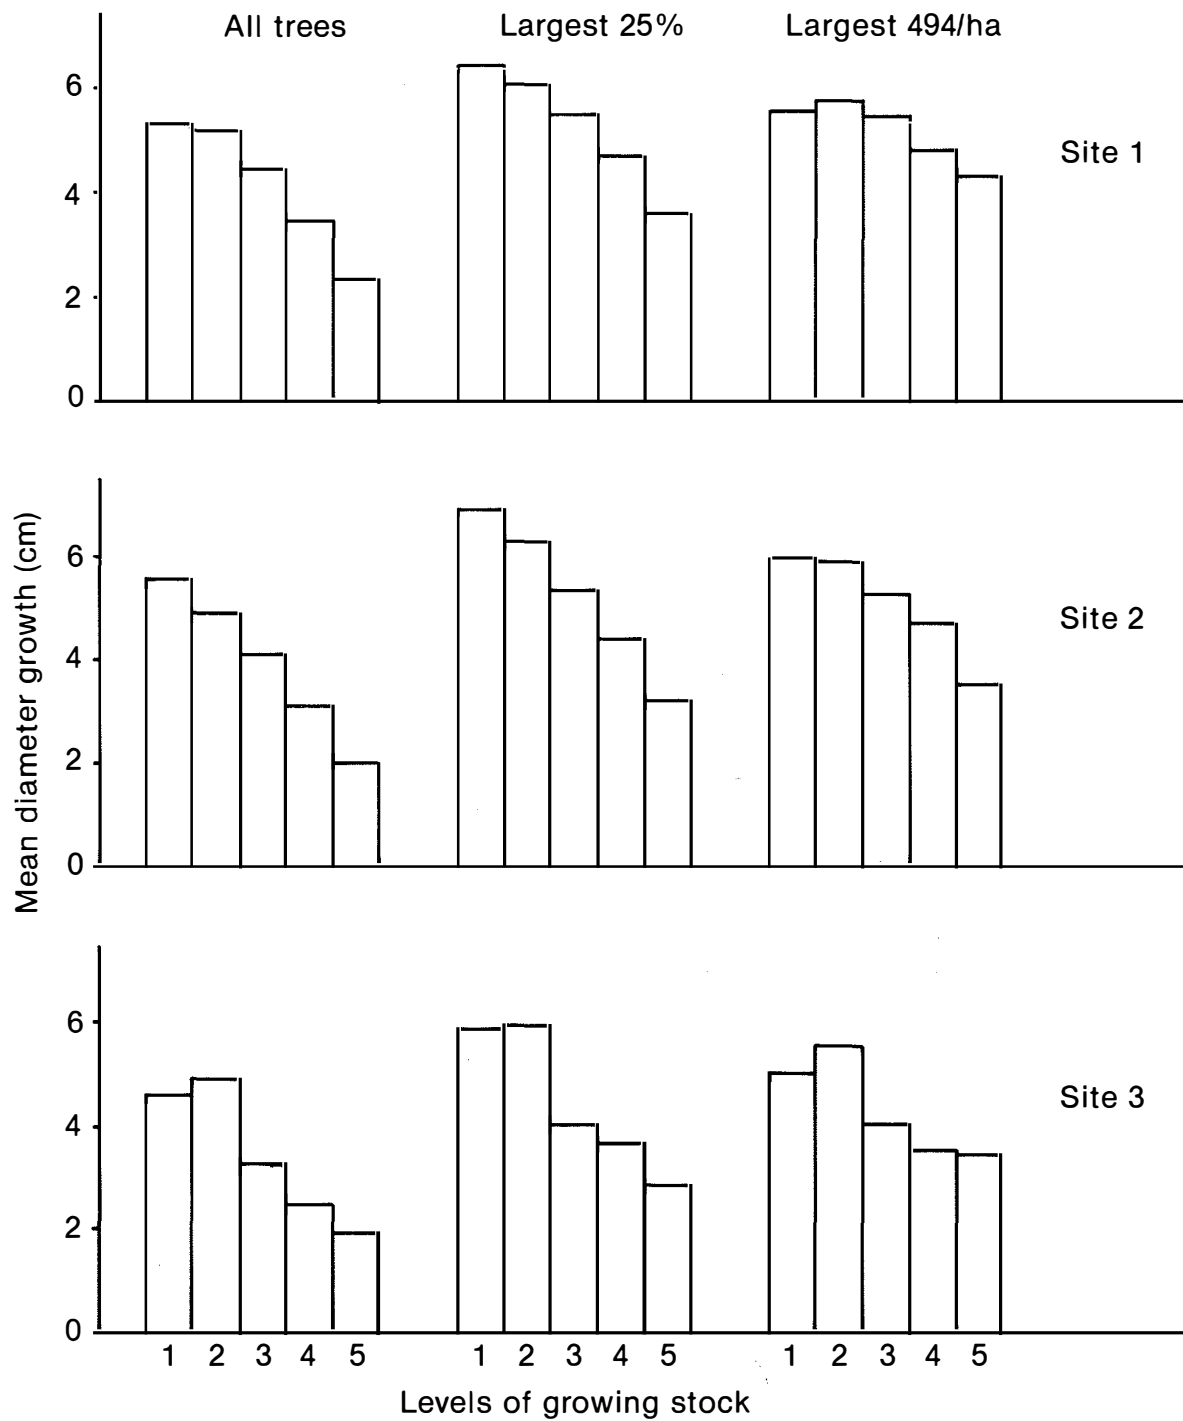 All trees Largest 25% Largest 494/ha
6
Site 1
4
2
0
Mean diameter growth (cm)
6
Site 2
4
2
0
6
Site 3
4
2
0
1 2 3 4 5 1 2 3 4 5 1 2 3 4 5
Levels of growing stock